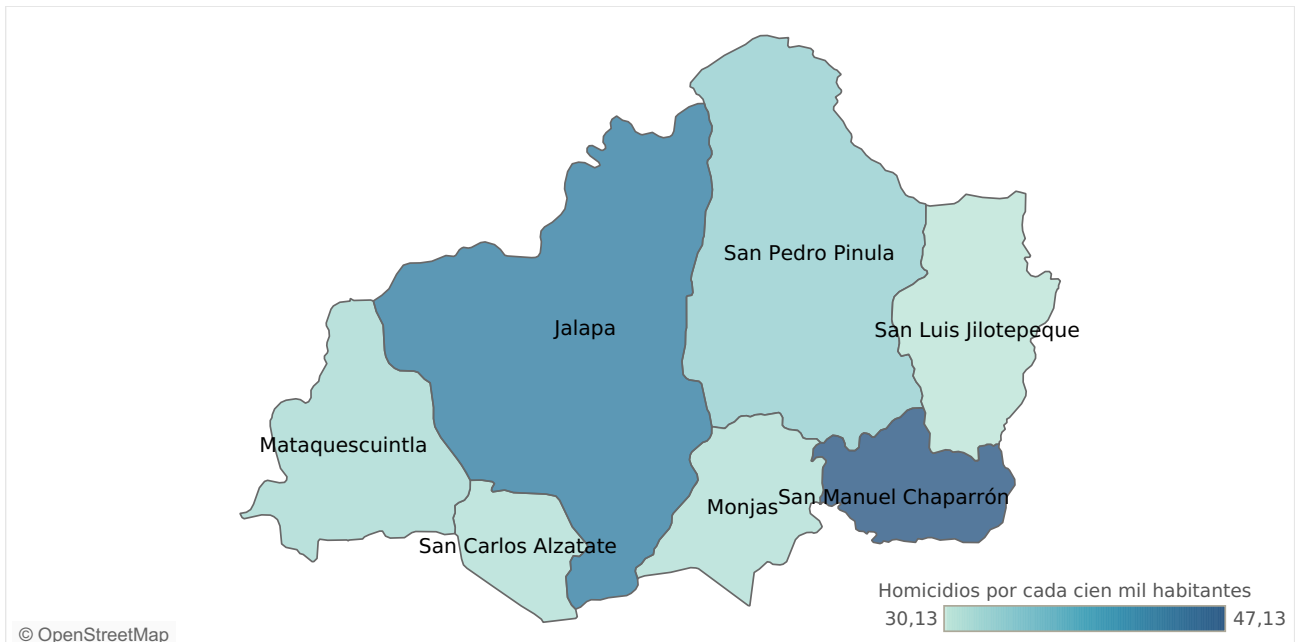 San Pedro Pinula
Jalapa
San Luis Jilotepeque
Mataquescuintla
San Manuel Chaparrón
Monjas
San Carlos Alzatate
Homicidios por cada cien mil habitantes
30,13 47,13
© OpenStreetMap